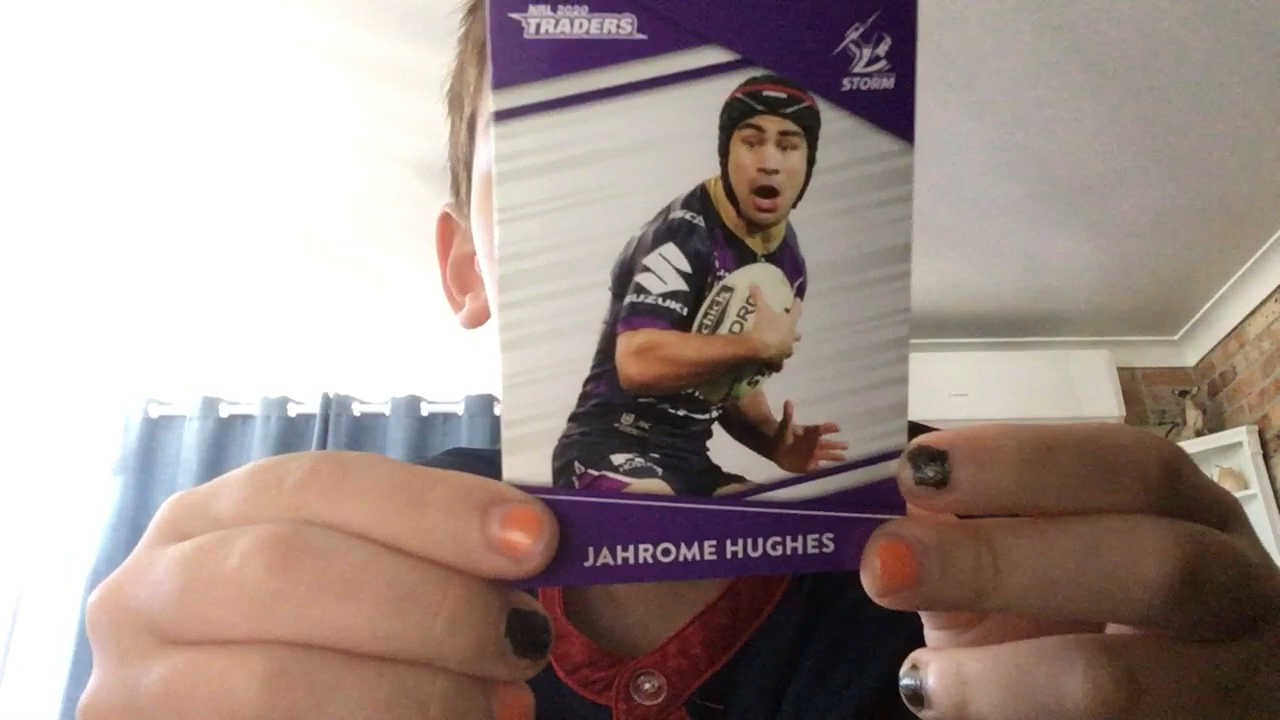 NRL 2020
TRADERS
STORM
SUZUKI
JAHROME HUGHES